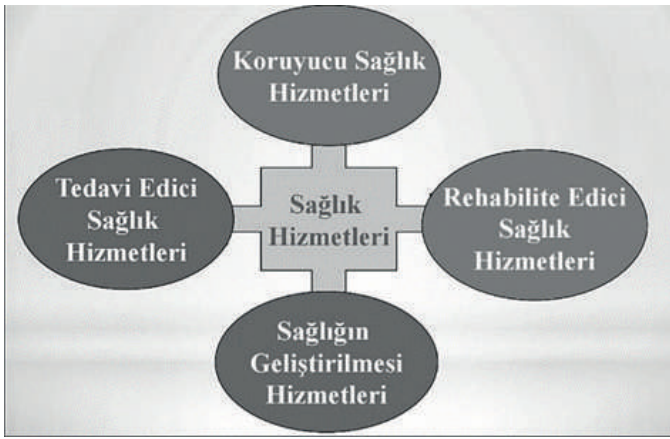 Koruyucu Sağlık
Hizmetleri
Tedavi Edici
Sağlık
Hizmetleri
Sağlık
Hizmetleri
Rehabilite Edici
Sağlık
Hizmetleri
Sağlığın
Geliştirilmesi
Hizmetleri